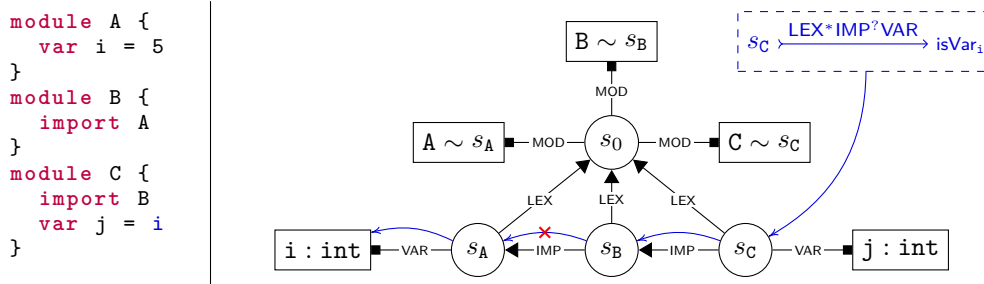 module A {
  var i = 5
}
module B {
  import A
}
module C {
  import B
  var j = i
}
s_C LEX*IMP?VAR isVar_i
B ∼ s_B
MOD
A ∼ s_A MOD s_0 MOD C ∼ s_C
LEX LEX LEX
i : int VAR s_A IMP s_B IMP s_C VAR j : int